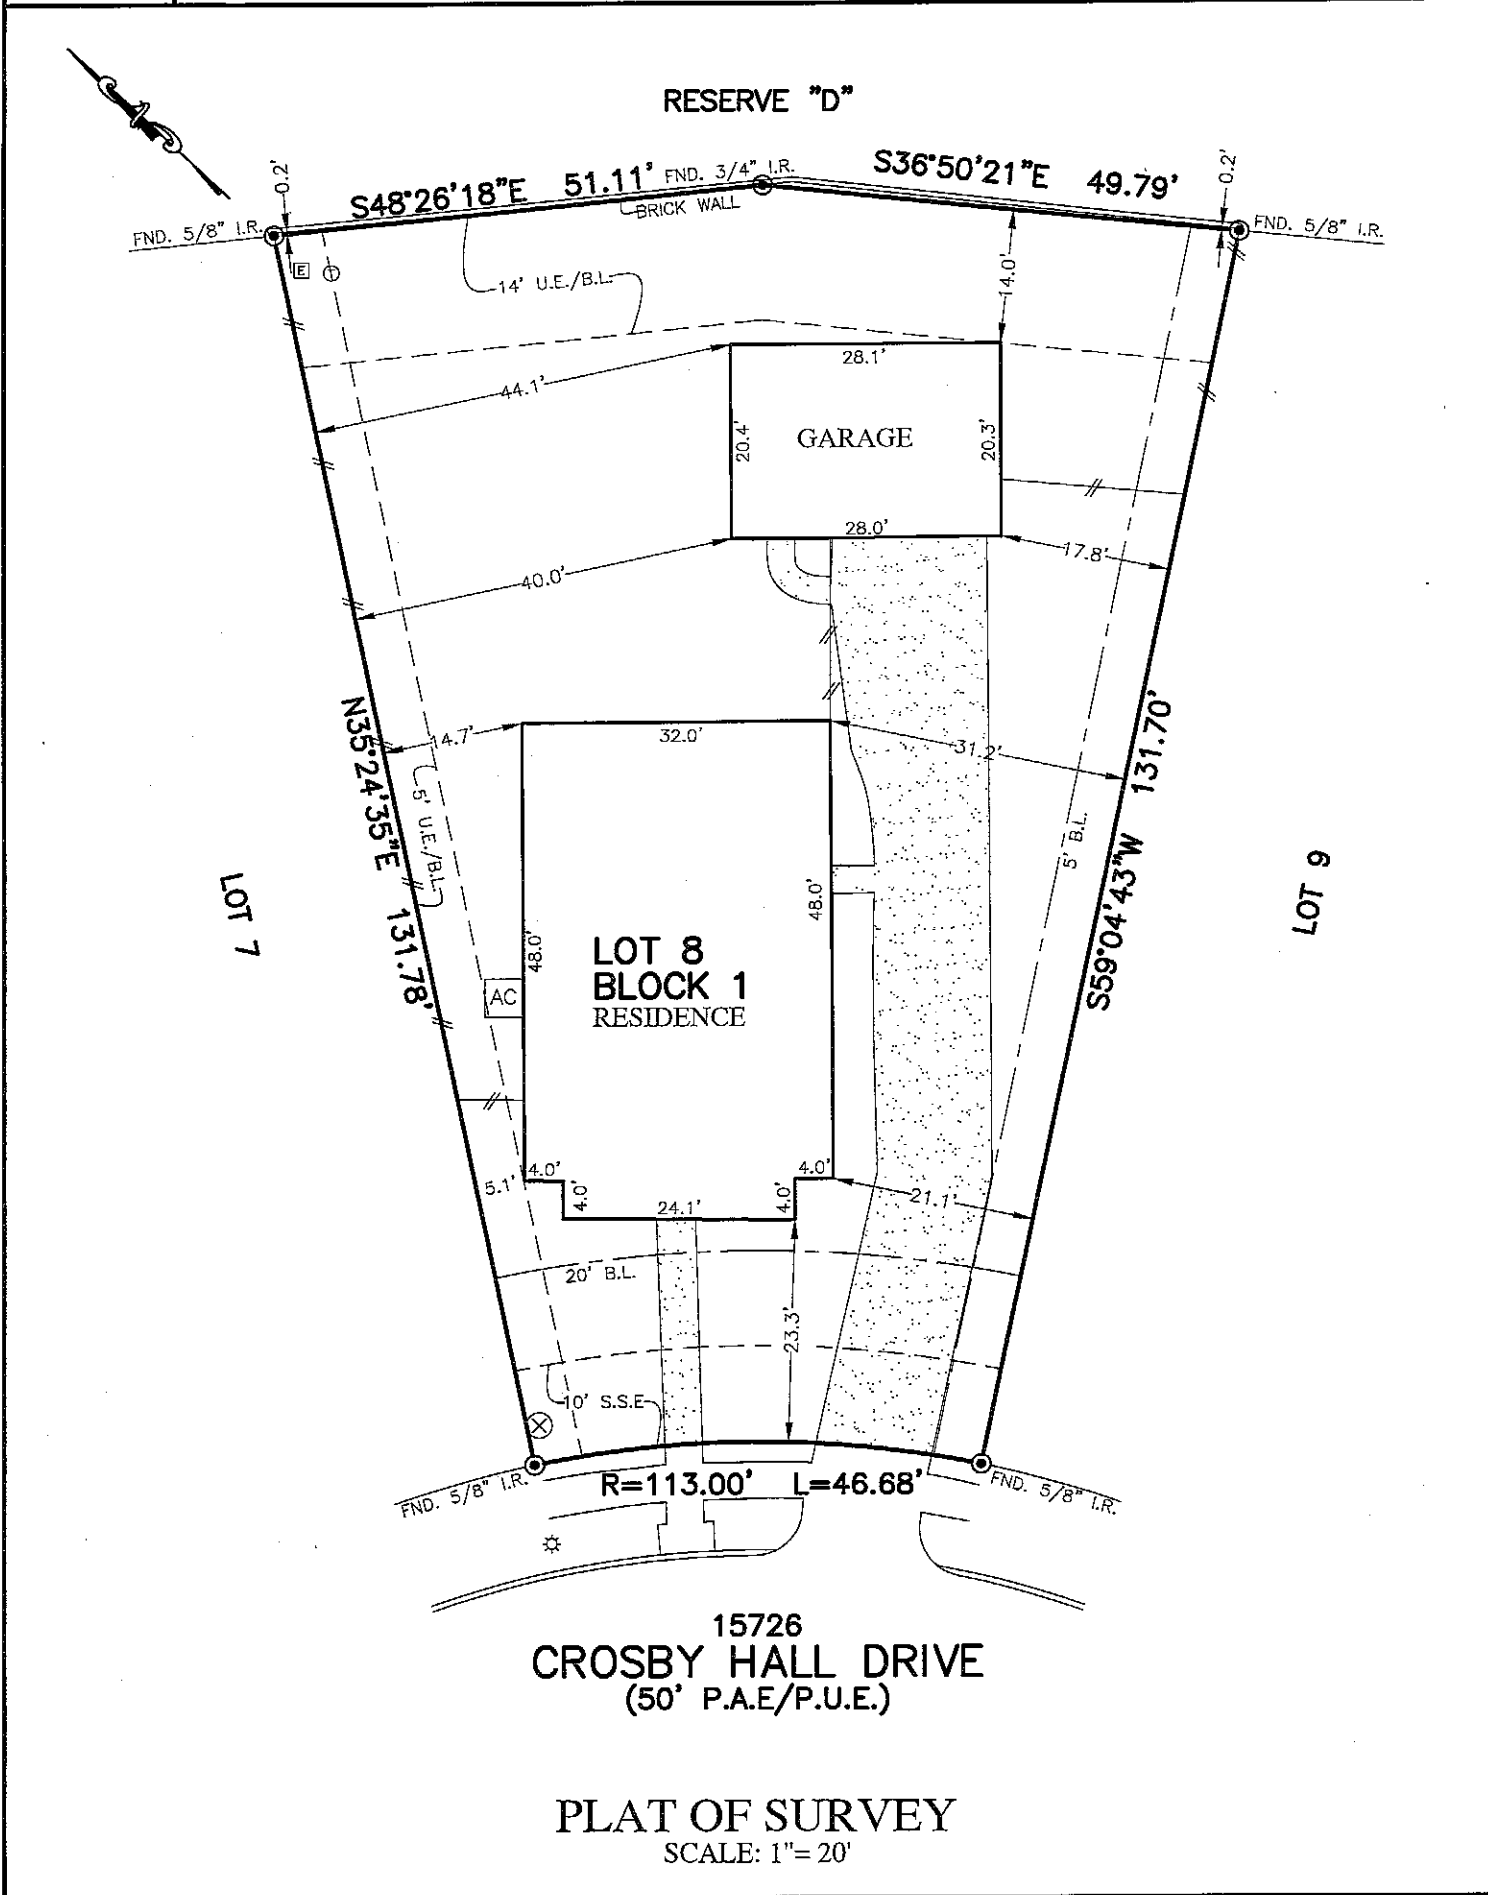 RESERVE "D"
0.2'
S48°26'18"E 51.11'
FND. 3/4" I.R.
S36°50'21"E 49.79'
0.2'
BRICK WALL
FND. 5/8" I.R.
FND. 5/8" I.R.
E
T
14' U.E./B.L.
14.0'
28.1'
44.1'
20.4'
GARAGE
20.3'
28.0'
40.0'
17.8'
14.7'
32.0'
31.2'
N35°24'35"E 131.78'
5' U.E./B.L.
S59°04'43"W 131.70'
5' B.L.
LOT 7
LOT 9
48.0'
48.0'
LOT 8
BLOCK 1
RESIDENCE
AC
4.0'
4.0'
5.1'
4.0'
24.1'
4.0'
21.1'
20' B.L.
23.3'
10' S.S.E
R=113.00' L=46.68'
FND. 5/8" I.R.
FND. 5/8" I.R.
15726
CROSBY HALL DRIVE
(50' P.A.E/P.U.E.)
PLAT OF SURVEY
SCALE: 1"= 20'